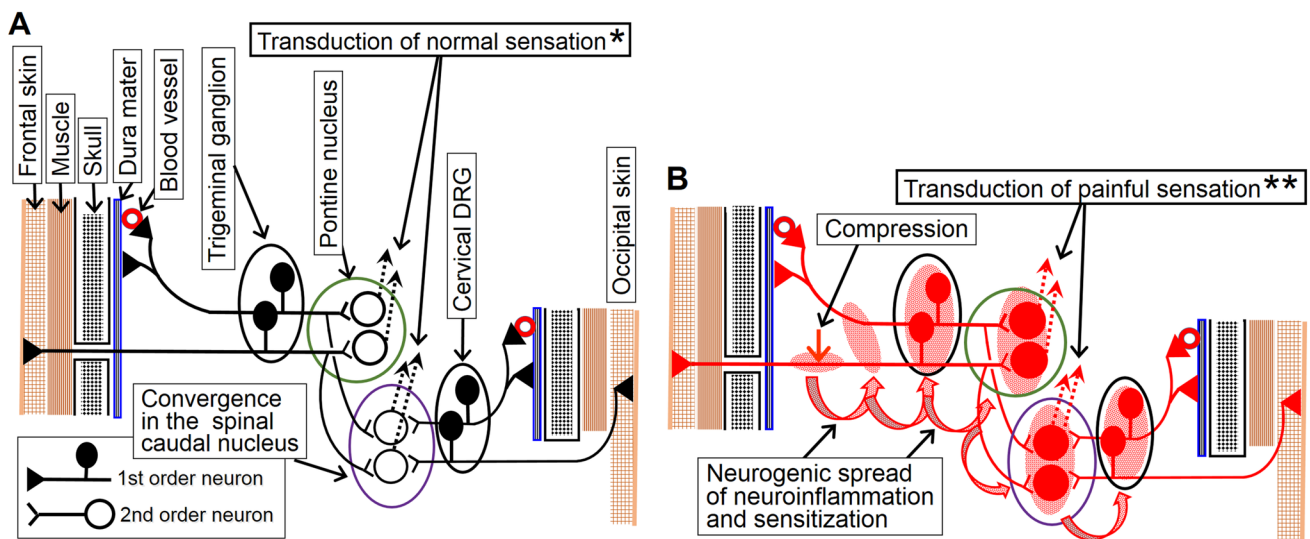 A
Transduction of normal sensation*
Frontal skin
Muscle
Skull
Dura mater
Blood vessel
Trigeminal ganglion
Pontine nucleus
Cervical DRG
Occipital skin
Convergence
in the spinal
caudal nucleus
1st order neuron
2nd order neuron
B
Transduction of painful sensation**
Compression
Neurogenic spread
of neuroinflammation
and sensitization